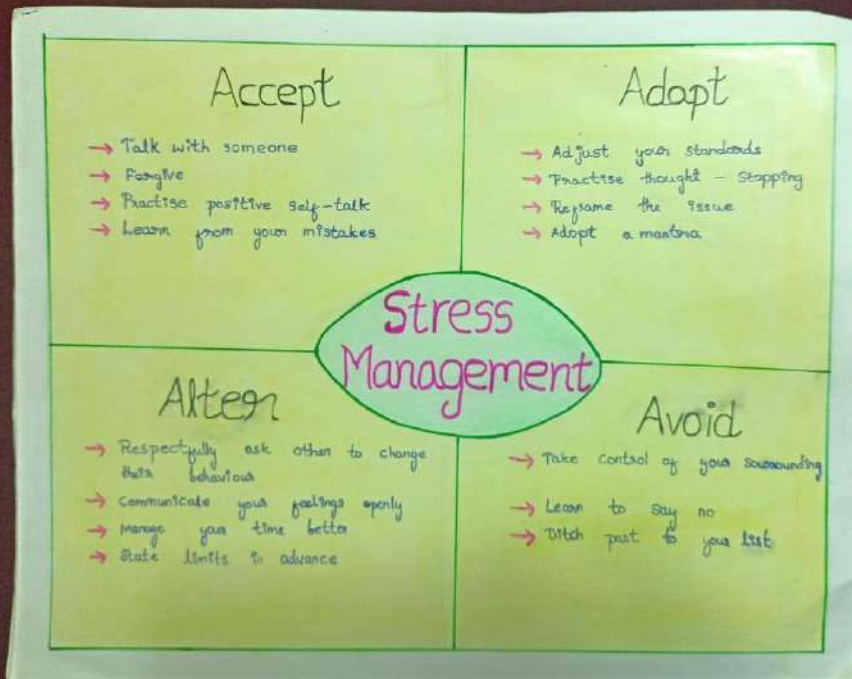 Accept
→ Talk with someone
→ Forgive
→ Practise positive self-talk
→ Learn from your mistakes
Adapt
→ Adjust your standards
→ Practise thought - Stopping
→ Reframe the issue
→ Adopt a mantra
Stress
Management
Alter
→ Respectfully ask other to change
their behaviour
→ Communicate your feelings openly
→ Manage your time better
→ State limits in advance
Avoid
→ Take control of your sourounding
→ Learn to say no
→ Ditch part to your list